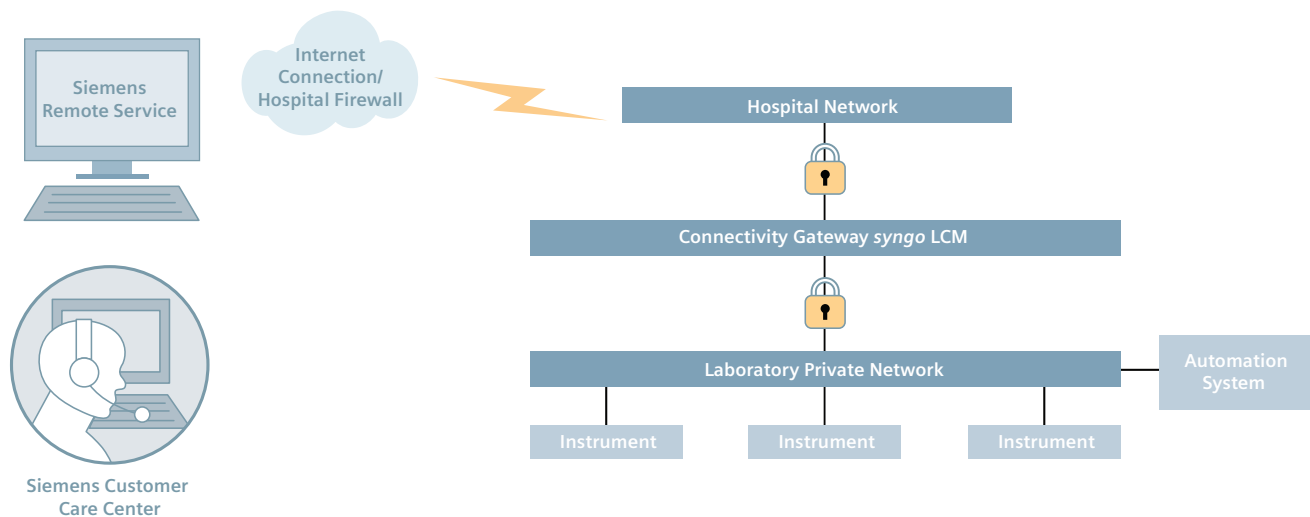 Siemens
Remote Service
Internet
Connection/
Hospital Firewall
Hospital Network
Connectivity Gateway syngo LCM
Laboratory Private Network
Automation
System
Instrument
Instrument
Instrument
Siemens Customer
Care Center